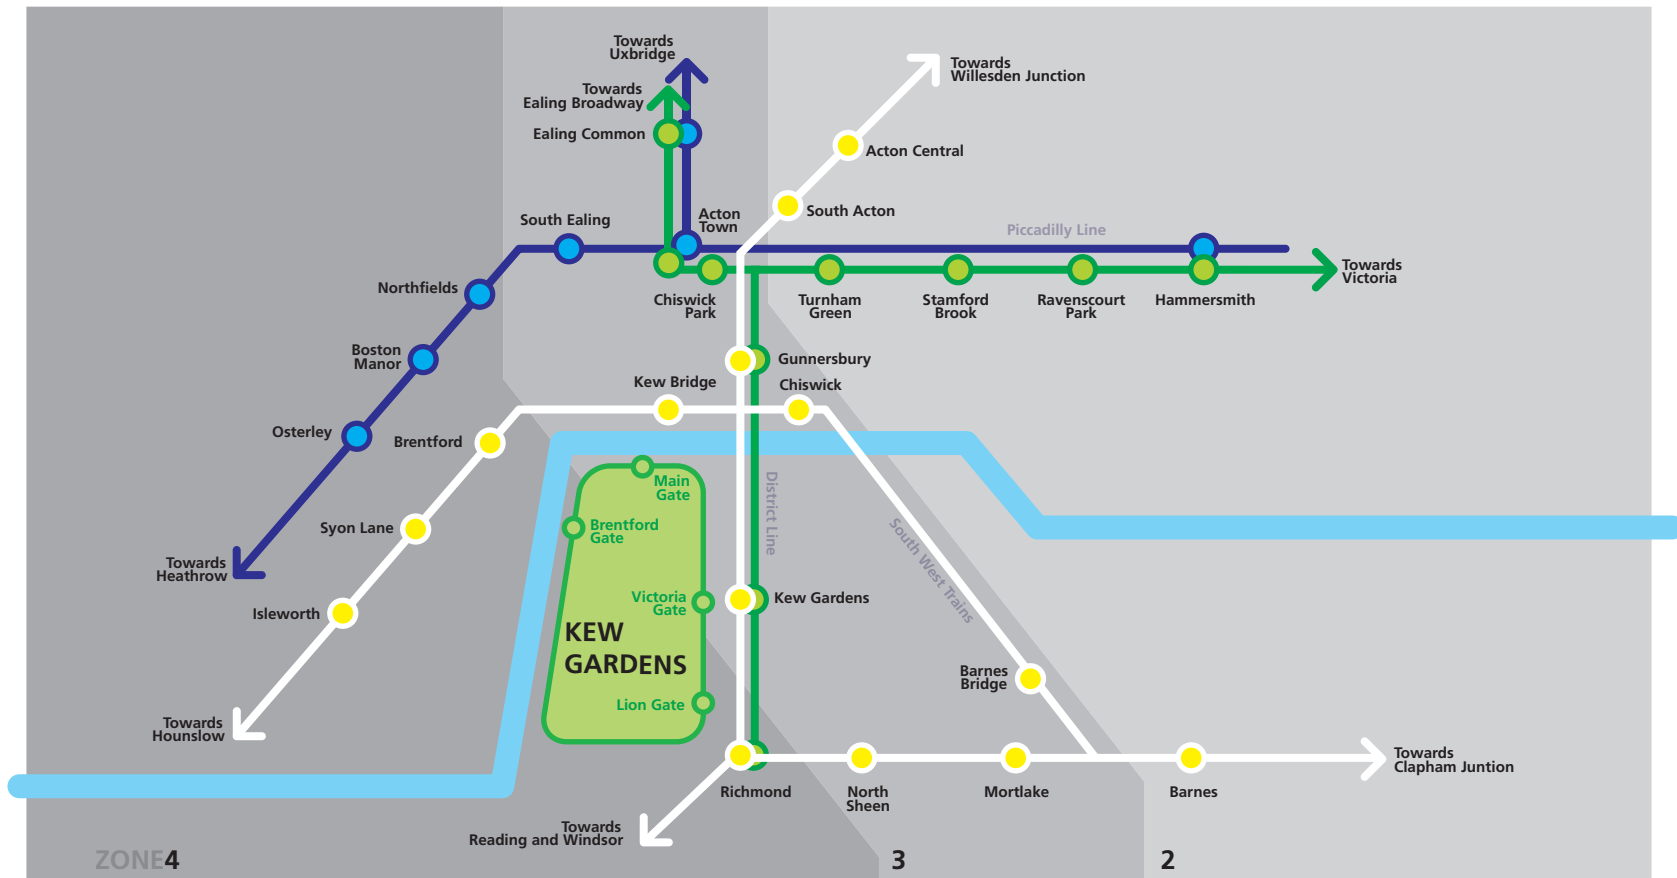 Towards
Uxbridge
Towards
Ealing Broadway
Ealing Common
Towards
Willesden Junction
Acton Central
South Acton
South Ealing
Acton
Town
Piccadilly Line
Towards
Victoria
Northfields
Chiswick
Park
Turnham
Green
Stamford
Brook
Ravenscourt
Park
Hammersmith
Boston
Manor
Gunnersbury
Kew Bridge
Chiswick
Osterley
Brentford
Main
Gate
District Line
Brentford
Gate
South West Trains
Syon Lane
Towards
Heathrow
Isleworth
Victoria
Gate
Kew Gardens
KEW
GARDENS
Barnes
Bridge
Lion Gate
Towards
Hounslow
Towards
Clapham Juntion
Richmond
North
Sheen
Mortlake
Barnes
Towards
Reading and Windsor
ZONE4
3
2